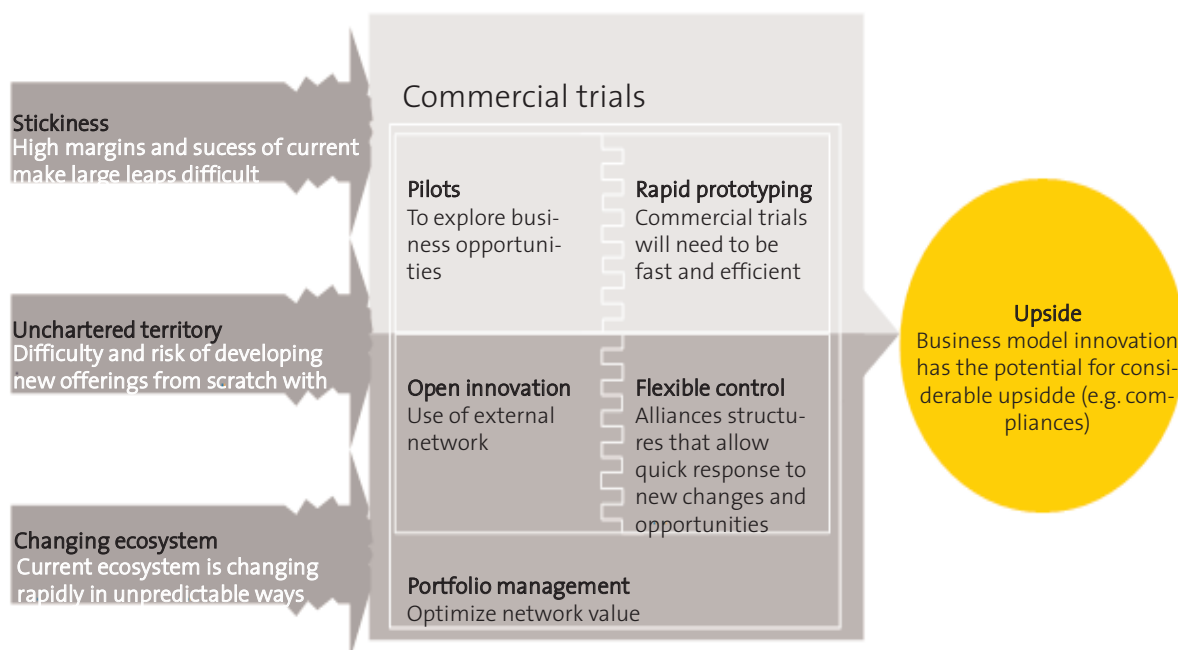 Commercial trials
Stickiness
High margins and sucess of current
make large leaps difficult
Unchartered territory
Difficulty and risk of developing
new offerings from scratch with
Changing ecosystem
Current ecosystem is changing
rapidly in unpredictable ways
Pilots
To explore busi-
ness opportuni-
ties
Rapid prototyping
Commercial trials
will need to be
fast and efficient
Open innovation
Use of external
network
Flexible control
Alliances structu-
res that allow
quick response to
new changes and
opportunities
Portfolio management
Optimize network value
Upside
Business model innovation
has the potential for consi-
derable upsidde (e.g. com-
pliances)